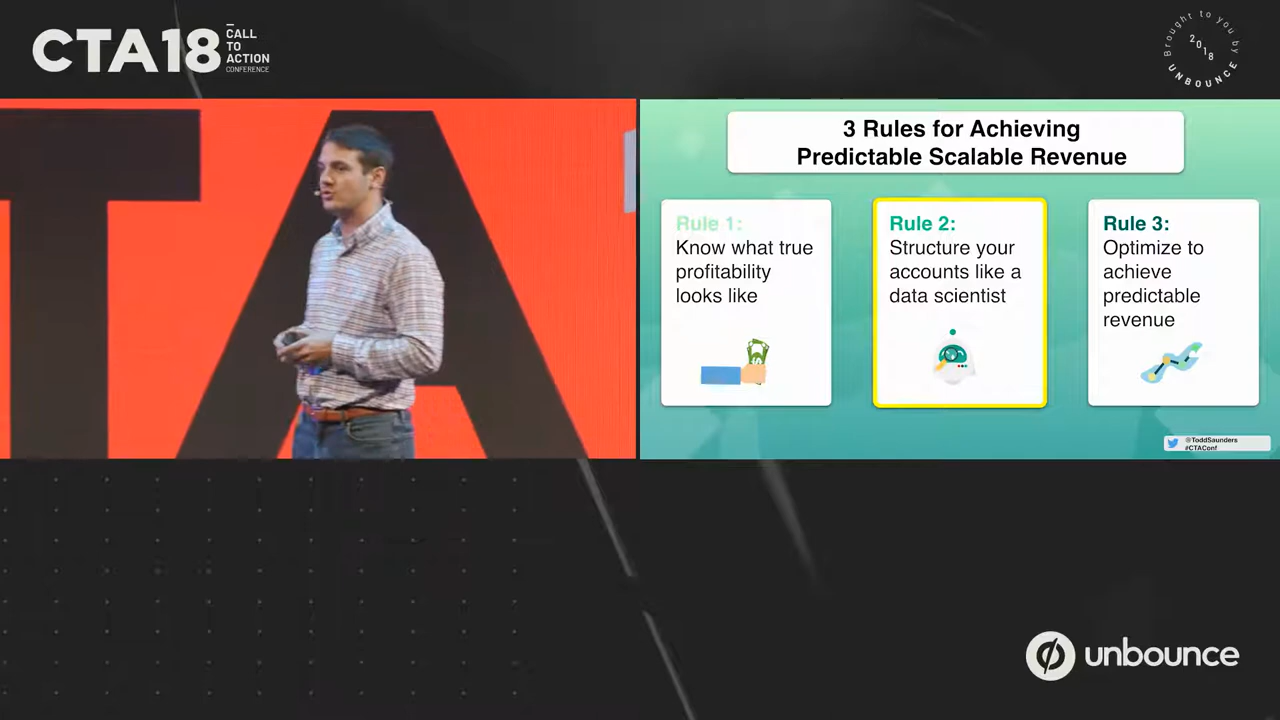 CTA18
CALL
TO
ACTION
CONFERENCE
Brought to you by
2018
UNBOUNCE
TA
3 Rules for Achieving
Predictable Scalable Revenue
Rule 1:
Know what true
profitability
looks like
Rule 2:
Structure your
accounts like a
data scientist
Rule 3:
Optimize to
achieve
predictable
revenue
@ToddSaunders
#CTAConf
unbounce